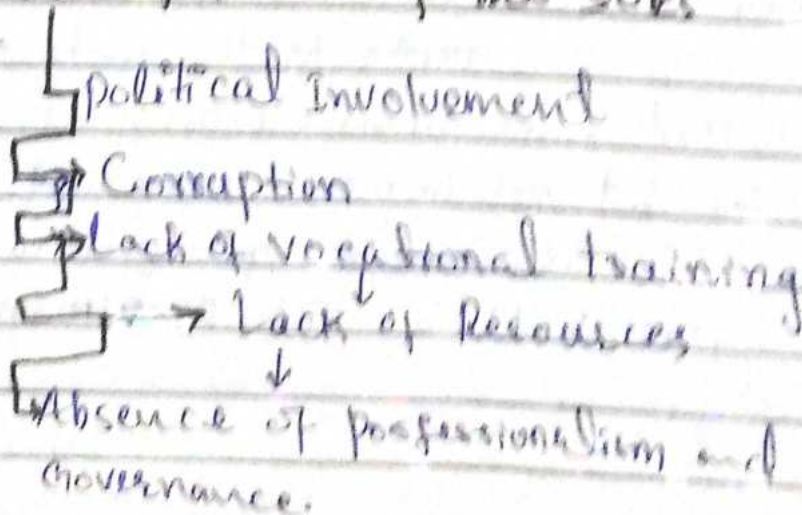 Political Involvement
Corruption
Lack of vocational training
Lack of Resources
Absence of professionalism and
Governance.